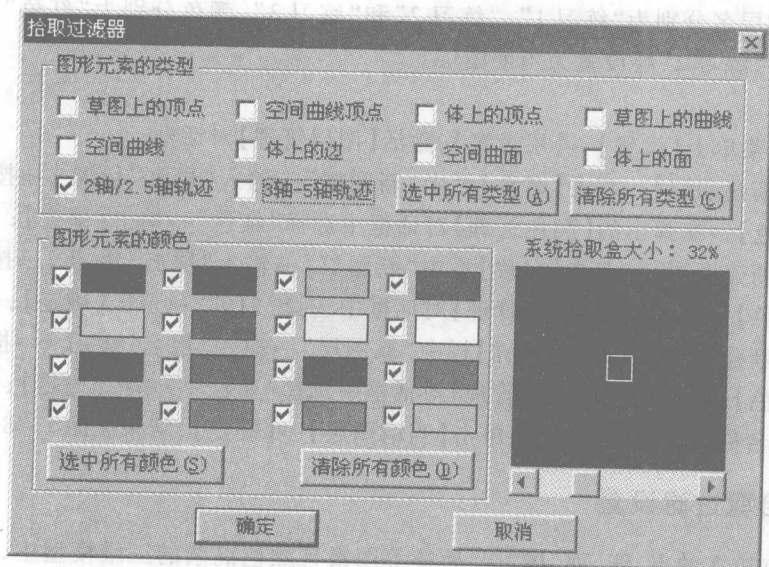 拾取过滤器
图形元素的类型
草图上的顶点 空间曲线顶点 体上的顶点 草图上的曲线
空间曲线 体上的边 空间曲面 体上的面
2轴/2.5轴轨迹 3轴-5轴轨迹 选中所有类型(A) 清除所有类型(C)
图形元素的颜色 系统拾取盒大小: 32%
选中所有颜色(S) 清除所有颜色(D)
确定 取消